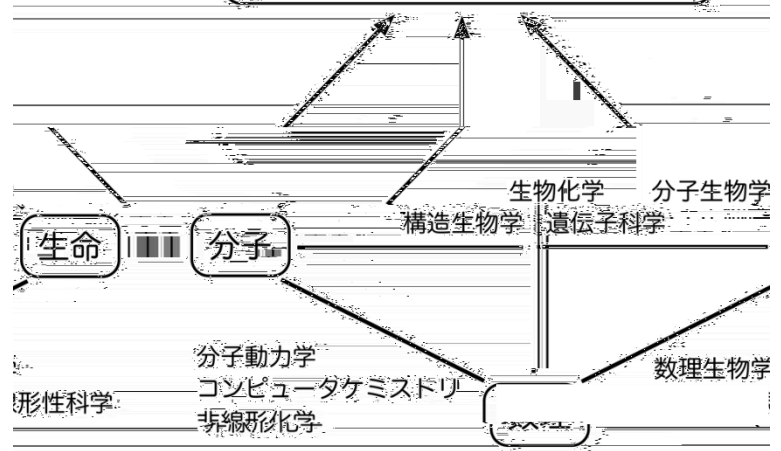 生物化学 分子生物学
構造生物学 遺伝子科学
生命 分子
分子動力学
数理生物学
コンピュータケミストリ
形性科学
非線形化学